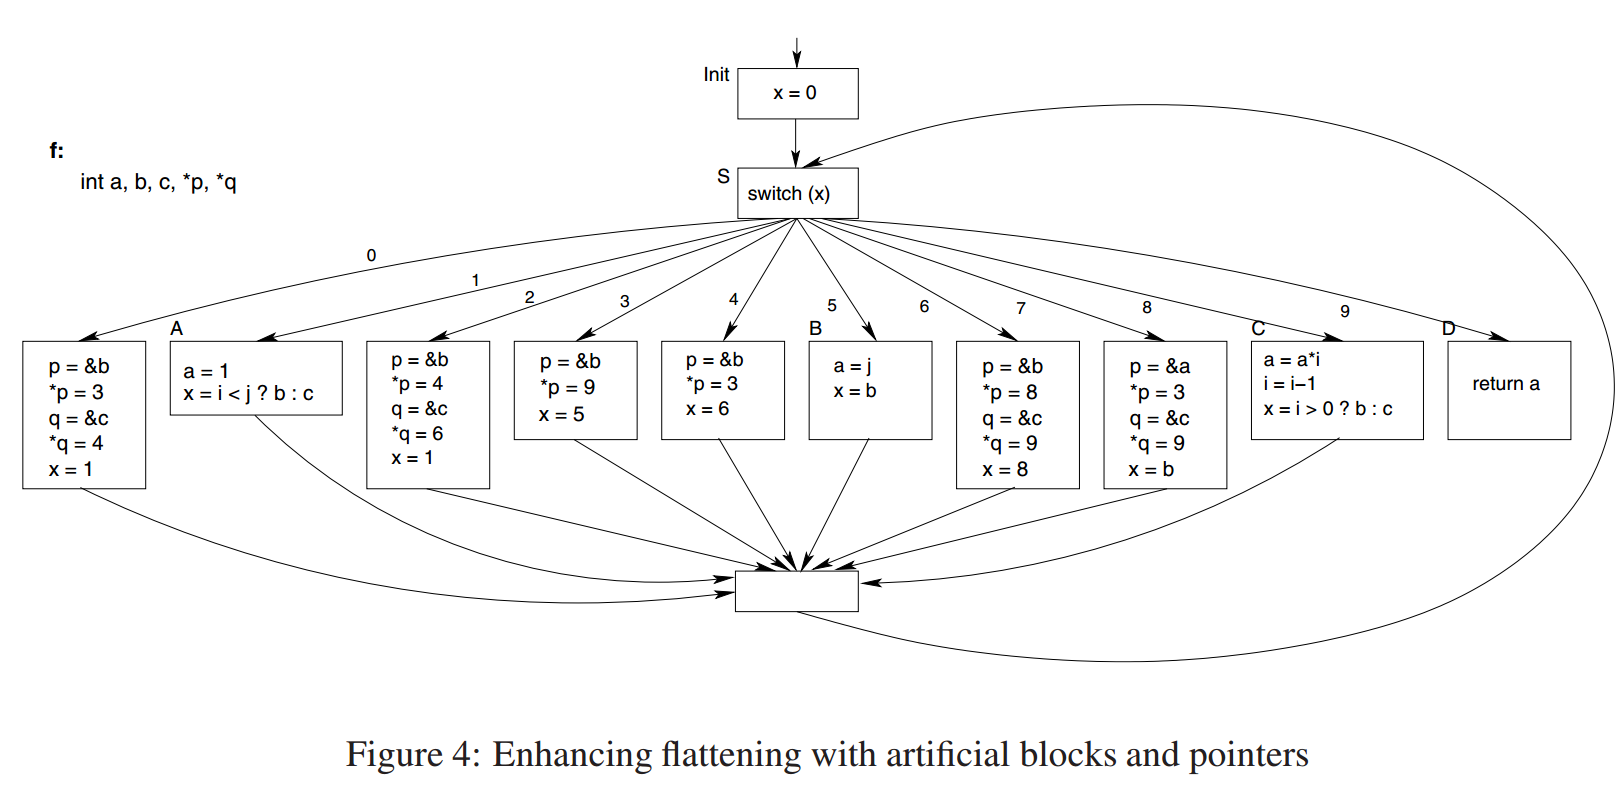 Init
x = 0
f:
int a, b, c, *p, *q
S
switch (x)
0
1
2
3
4
5
6
7
8
9
p = &b
*p = 3
q = &c
*q = 4
x = 1
A
a = 1
x = i < j ? b : c
p = &b
*p = 4
q = &c
*q = 6
x = 1
p = &b
*p = 9
x = 5
p = &b
*p = 3
x = 6
B
a = j
x = b
p = &b
*p = 8
q = &c
*q = 9
x = 8
p = &a
*p = 3
q = &c
*q = 9
x = b
C
a = a*i
i = i−1
x = i > 0 ? b : c
D
return a
Figure 4: Enhancing flattening with artificial blocks and pointers